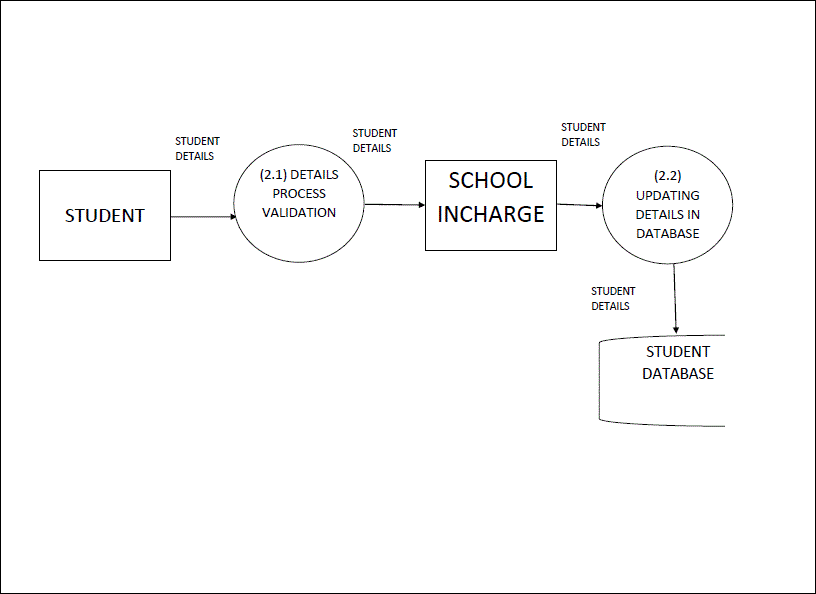 STUDENT
STUDENT
DETAILS
(2.1) DETAILS
PROCESS
VALIDATION
STUDENT
DETAILS
SCHOOL
INCHARGE
STUDENT
DETAILS
(2.2)
UPDATING
DETAILS IN
DATABASE
STUDENT
DETAILS
STUDENT
DATABASE